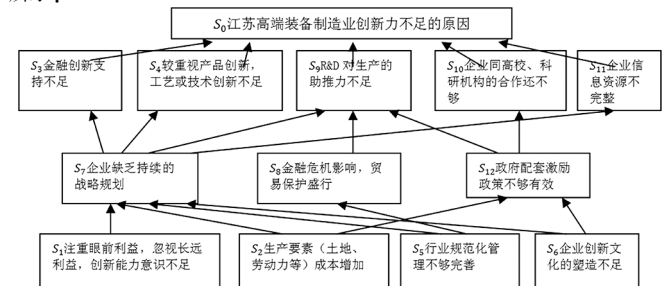 S0江苏高端装备制造业创新力不足的原因
S3金融创新支
持不足
S4较重视产品创新，
工艺或技术创新不足
S9R&D 对生产的
助推力不足
S10企业同高校、科
研机构的合作还不
够
S11企业信
息资源不
完整
S7企业缺乏持续的
战略规划
S8金融危机影响，贸
易保护盛行
S12政府配套激励
政策不够有效
S1注重眼前利益，忽视长远
利益，创新能力意识不足
S2生产要素（土地、
劳动力等）成本增加
S5行业规范化管
理不够完善
S6企业创新文
化的塑造不足